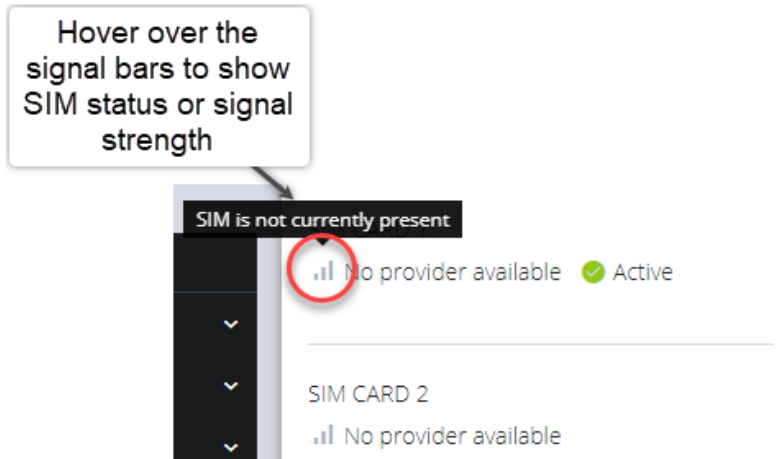 Hover over the
signal bars to show
SIM status or signal
strength
SIM is not currently present
No provider available Active
SIM CARD 2
No provider available